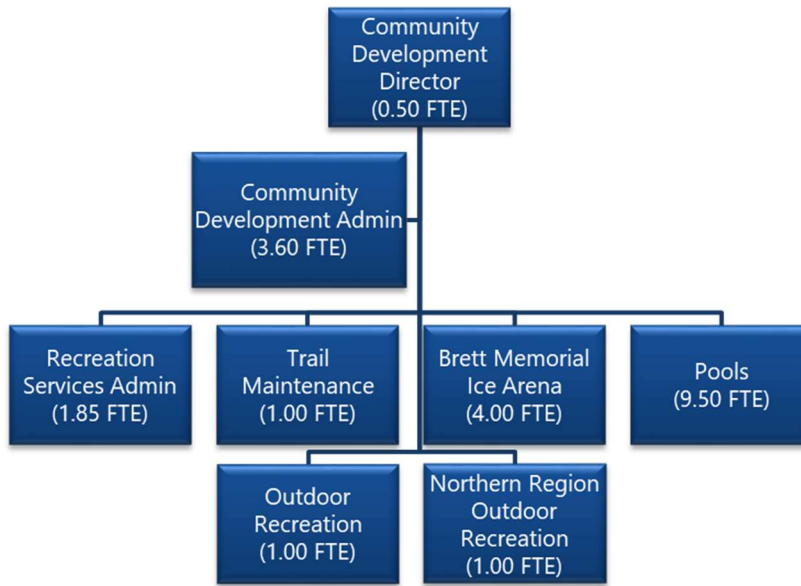 Community
Development
Director
(0.50 FTE)
Community
Development Admin
(3.60 FTE)
Recreation
Services Admin
(1.85 FTE)
Trail
Maintenance
(1.00 FTE)
Brett Memorial
Ice Arena
(4.00 FTE)
Pools
(9.50 FTE)
Outdoor
Recreation
(1.00 FTE)
Northern Region
Outdoor
Recreation
(1.00 FTE)